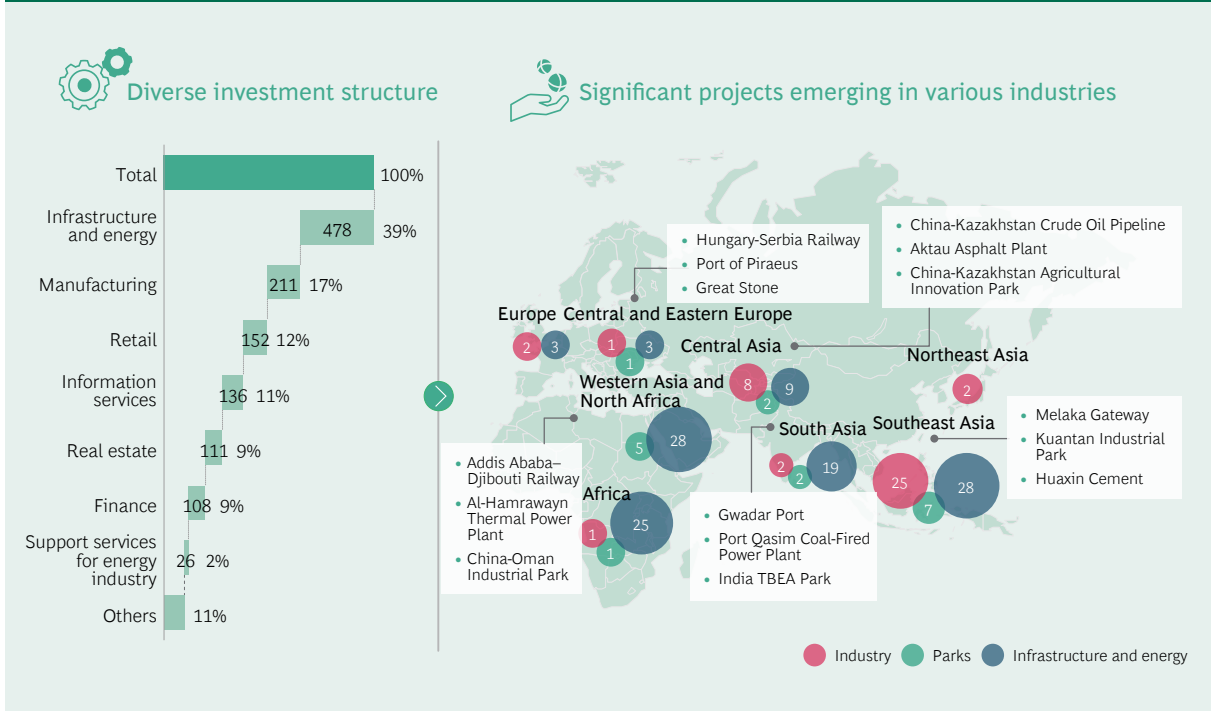 Diverse investment structure
Total
100%
Infrastructure
and energy
478
39%
Manufacturing
211
17%
Retail
152
12%
Information
services
136
11%
Real estate
111
9%
Finance
108
9%
Support services
for energy
industry
26
2%
Others
11%
Significant projects emerging in various industries
• Hungary-Serbia Railway
• Port of Piraeus
• Great Stone
• China-Kazakhstan Crude Oil Pipeline
• Aktau Asphalt Plant
• China-Kazakhstan Agricultural
Innovation Park
Europe
2
3
Central and Eastern Europe
1
3
1
Central Asia
8
9
2
Northeast Asia
2
Western Asia and
North Africa
5
28
South Asia
2
2
19
Southeast Asia
25
7
28
• Melaka Gateway
• Kuantan Industrial
Park
• Huaxin Cement
• Addis Ababa–
Djibouti Railway
• Al-Hamrawayn
Thermal Power
Plant
• China-Oman
Industrial Park
Africa
1
1
25
• Gwadar Port
• Port Qasim Coal-Fired
Power Plant
• India TBEA Park
Industry
Parks
Infrastructure and energy